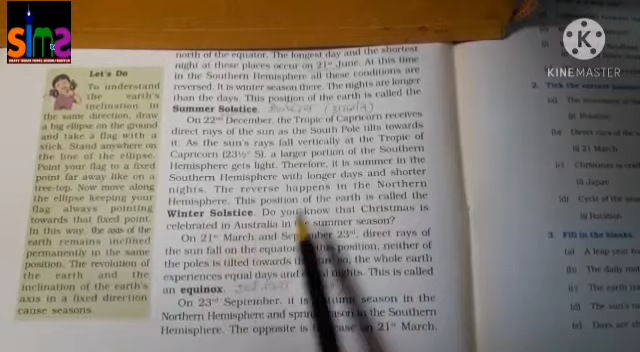 SIMS
KINEMASTER
Let's Do
To understand
the earth's
inclination in
the same direction, draw
a big ellipse on the ground
and take a flag with a
stick. Stand anywhere on
the line of the ellipse.
Point your flag to a fixed
point far away like on a
tree-top. Now move along
the ellipse keeping your
flag always pointing
towards that fixed point.
In this way, the axis of the
earth remains inclined
permanently in the same
position. The revolution of
the earth and the
inclination of the earth's
axis in a fixed direction
cause seasons.
north of the equator. The longest day and the shortest
night at these places occur on 21st June. At this time
in the Southern Hemisphere all these conditions are
reversed. It is winter season there. The nights are longer
than the days. This position of the earth is called the
Summer Solstice.
On 22nd December, the Tropic of Capricorn receives
direct rays of the sun as the South Pole tilts towards
it. As the sun's rays fall vertically at the Tropic of
Capricorn (23½° S), a larger portion of the Southern
Hemisphere gets light. Therefore, it is summer in the
Southern Hemisphere with longer days and shorter
nights. The reverse happens in the Northern
Hemisphere. This position of the earth is called the
Winter Solstice. Do you know that Christmas is
celebrated in Australia in the summer season?
On 21st March and September 23rd, direct rays of
the sun fall on the equator. position, neither of
the poles is tilted towards the so, the whole earth
experiences equal days and nights. This is called
an equinox.
On 23rd September, it is season in the
Northern Hemisphere and season in the Southern
Hemisphere. The opposite is case on 21st March,
2. Tick the correct
(a) The movement
(i) Rotation
(b) Direct rays of the
(i) 21 March
(c) Christmas is
(i) Japan
(d) Cycle of the
(i) Rotation
3. Fill in the blanks.
(a) A leap year
(b) The daily
(c) The earth
(d) The sun's
(e) Days are